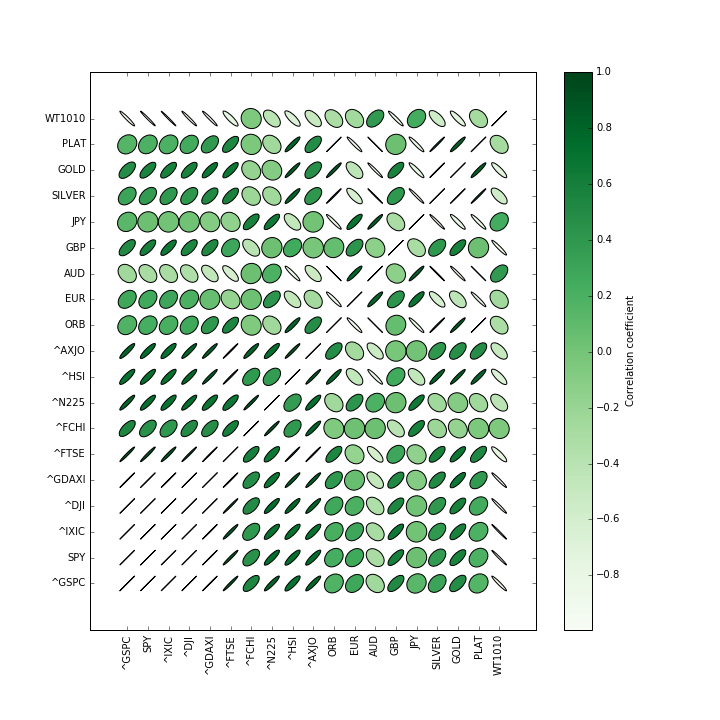 WT1010
PLAT
GOLD
SILVER
JPY
GBP
AUD
EUR
ORB
^AXJO
^HSI
^N225
^FCHI
^FTSE
^GDAXI
^DJI
^IXIC
SPY
^GSPC
^GSPC
SPY
^IXIC
^DJI
^GDAXI
^FTSE
^FCHI
^N225
^HSI
^AXJO
ORB
EUR
AUD
GBP
JPY
SILVER
GOLD
PLAT
WT1010
1.0
0.8
0.6
0.4
0.2
0.0
−0.2
−0.4
−0.6
−0.8
Correlation coefficient